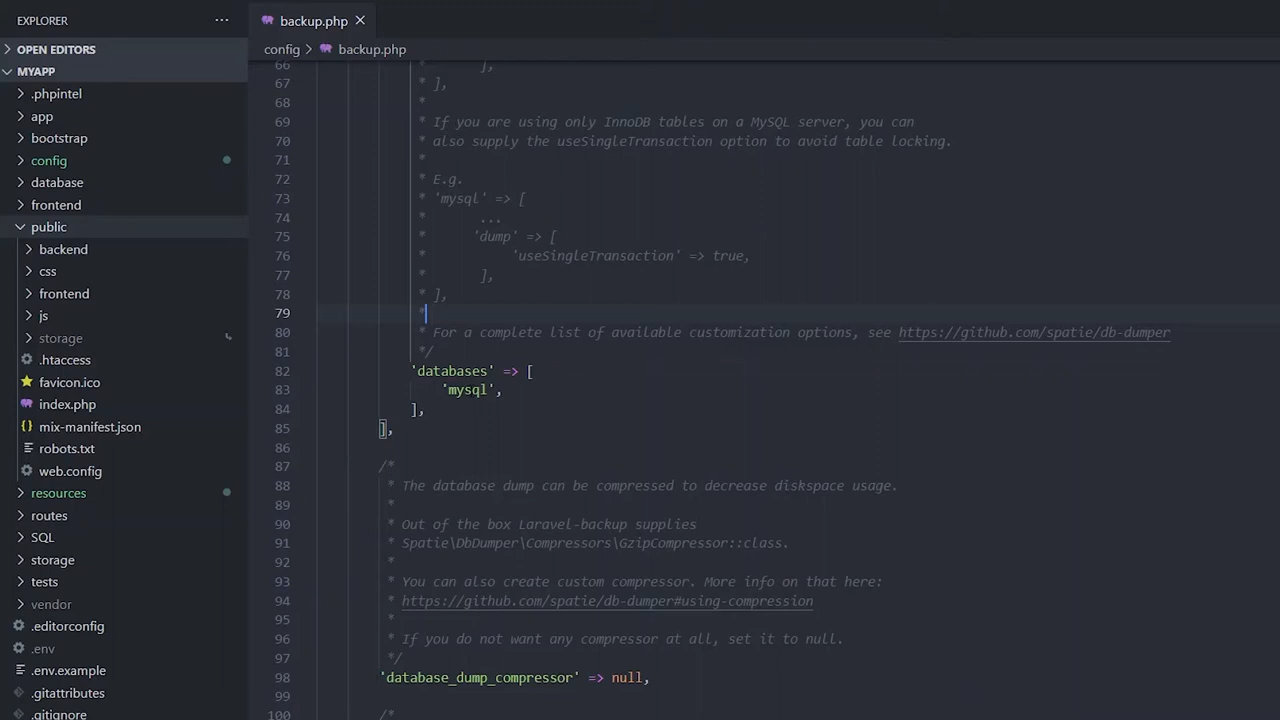 EXPLORER
OPEN EDITORS
MYAPP
.phpintel
app
bootstrap
config
database
frontend
public
backend
css
frontend
js
storage
.htaccess
favicon.ico
index.php
mix-manifest.json
robots.txt
web.config
resources
routes
SQL
storage
tests
vendor
.editorconfig
.env
.env.example
.gitattributes
.gitignore
backup.php
config > backup.php
66 * ],
67 * ],
68 *
69 * If you are using only InnoDB tables on a MySQL server, you can
70 * also supply the useSingleTransaction option to avoid table locking.
71 *
72 * E.g.
73 * 'mysql' => [
74 * ...
75 * 'dump' => [
76 * 'useSingleTransaction' => true,
77 * ],
78 * ],
79 *
80 * For a complete list of available customization options, see https://github.com/spatie/db-dumper
81 */
82 'databases' => [
83 'mysql',
84 ],
85 ],
86
87 /*
88 * The database dump can be compressed to decrease diskspace usage.
89 *
90 * Out of the box Laravel-backup supplies
91 * Spatie\DbDumper\Compressors\GzipCompressor::class.
92 *
93 * You can also create custom compressor. More info on that here:
94 * https://github.com/spatie/db-dumper#using-compression
95 *
96 * If you do not want any compressor at all, set it to null.
97 */
98 'database_dump_compressor' => null,
99
100 /*